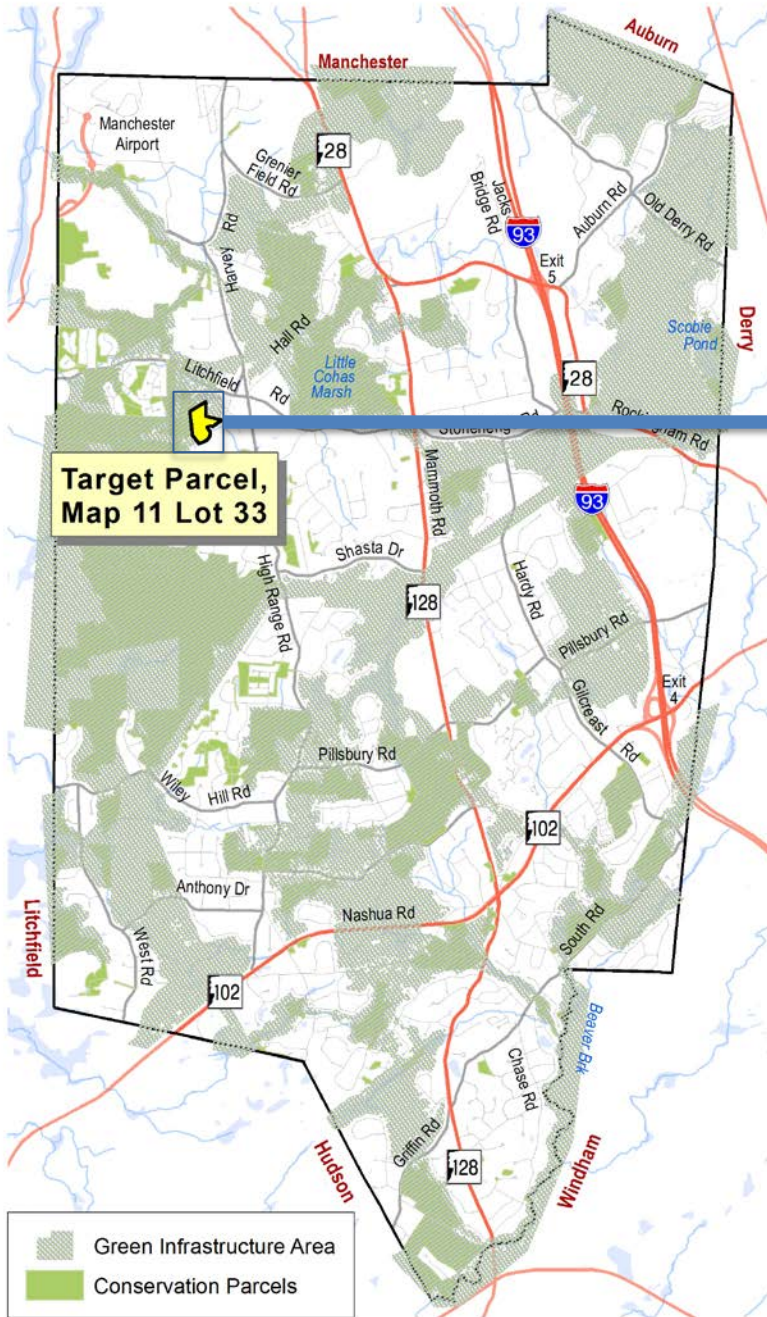 Auburn
Manchester
Manchester
Airport
28
Grenier
Field Rd
Jacks
Bridge Rd
93
Auburn Rd
Old Derry Rd
Harvey Rd
Exit
5
Derry
Hall Rd
Scobie
Pond
Little
Cohas
Marsh
Litchfield Rd
28
Rockingham Rd
Target Parcel,
Map 11 Lot 33
Mammoth Rd
93
Shasta Dr
High Range Rd
128
Hardy Rd
Pillsbury Rd
Exit
4
Gilcreast Rd
Pillsbury Rd
Wiley Hill Rd
102
Anthony Dr
Litchfield
Nashua Rd
West Rd
South Rd
102
Beaver Brk
Chase Rd
Griffin Rd
128
Hudson
Windham
Green Infrastructure Area
Conservation Parcels